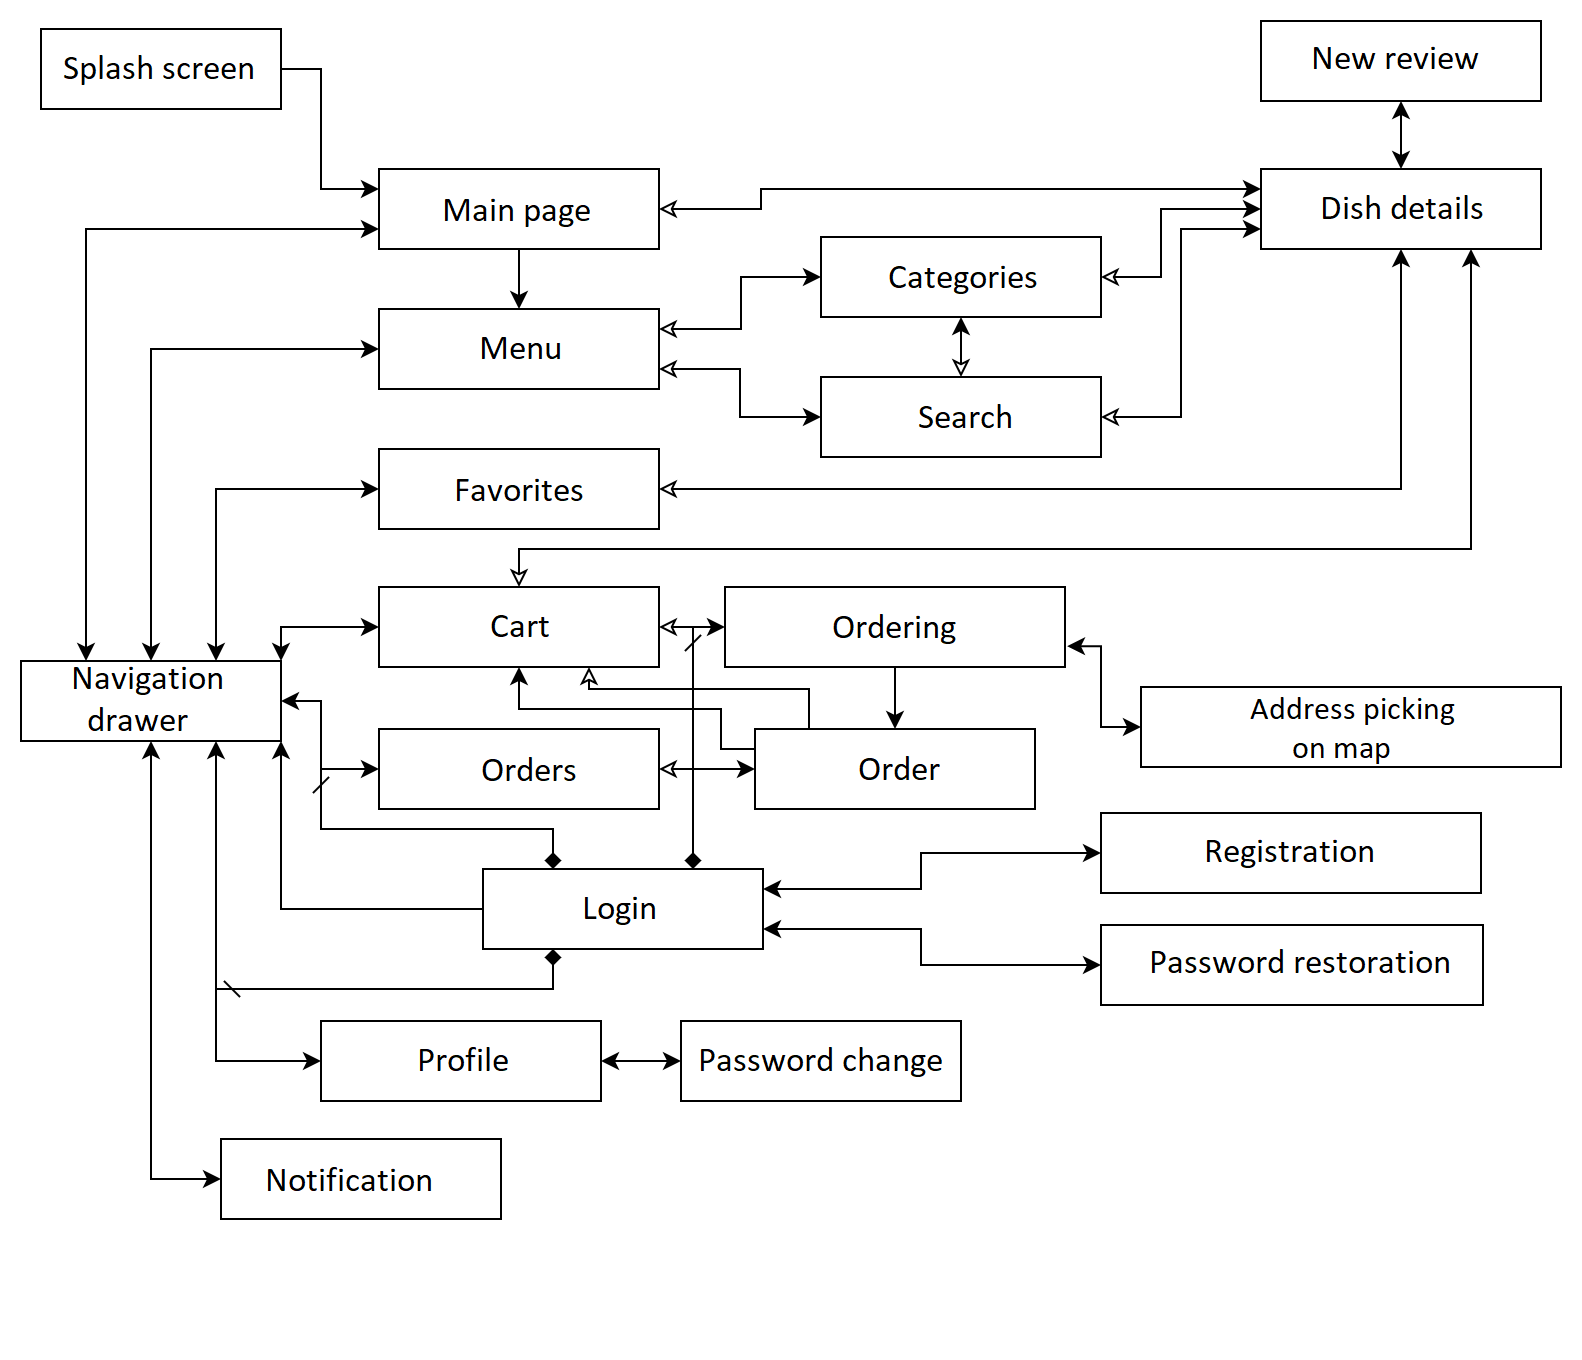 Splash screen
New review
Main page
Dish details
Categories
Menu
Search
Favorites
Cart
Ordering
Navigation
drawer
Address picking
on map
Orders
Order
Registration
Login
Password restoration
Profile
Password change
Notification